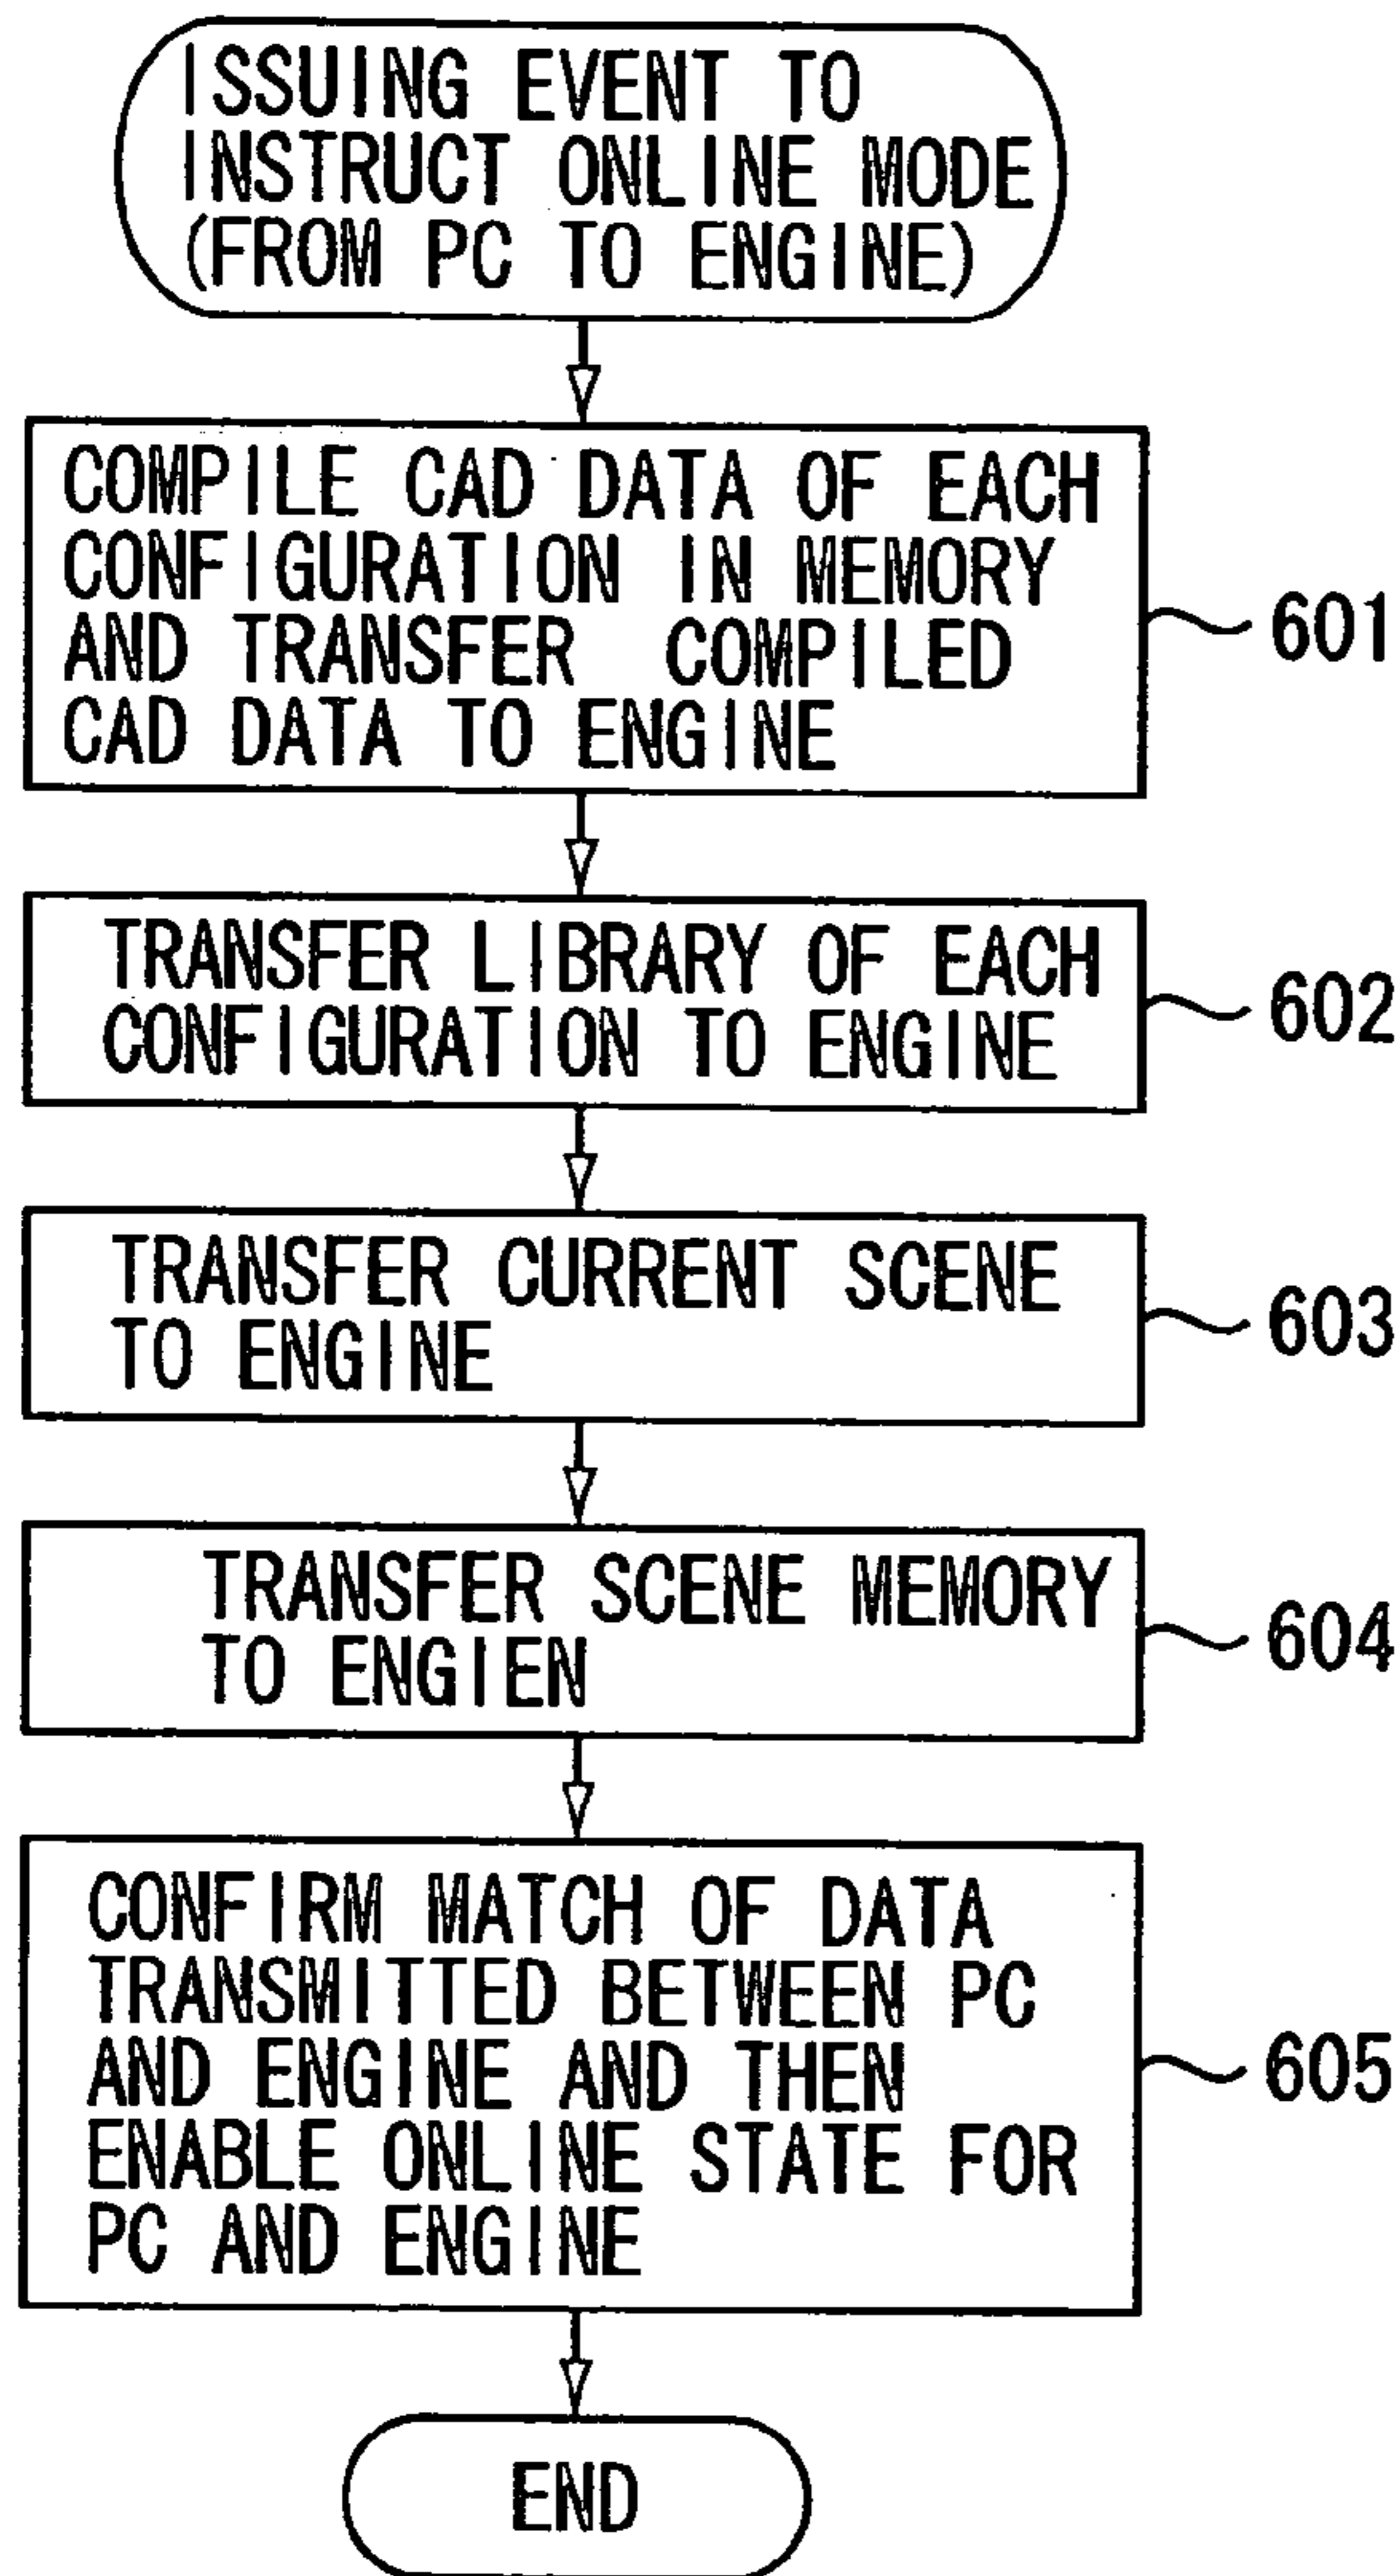 ISSUING EVENT TO
INSTRUCT ONLINE MODE
(FROM PC TO ENGINE)
COMPILE CAD DATA OF EACH
CONFIGURATION IN MEMORY
AND TRANSFER COMPILED
CAD DATA TO ENGINE
601
TRANSFER LIBRARY OF EACH
CONFIGURATION TO ENGINE
602
TRANSFER CURRENT SCENE
TO ENGINE
603
TRANSFER SCENE MEMORY
TO ENGIEN
604
CONFIRM MATCH OF DATA
TRANSMITTED BETWEEN PC
AND ENGINE AND THEN
ENABLE ONLINE STATE FOR
PC AND ENGINE
605
END